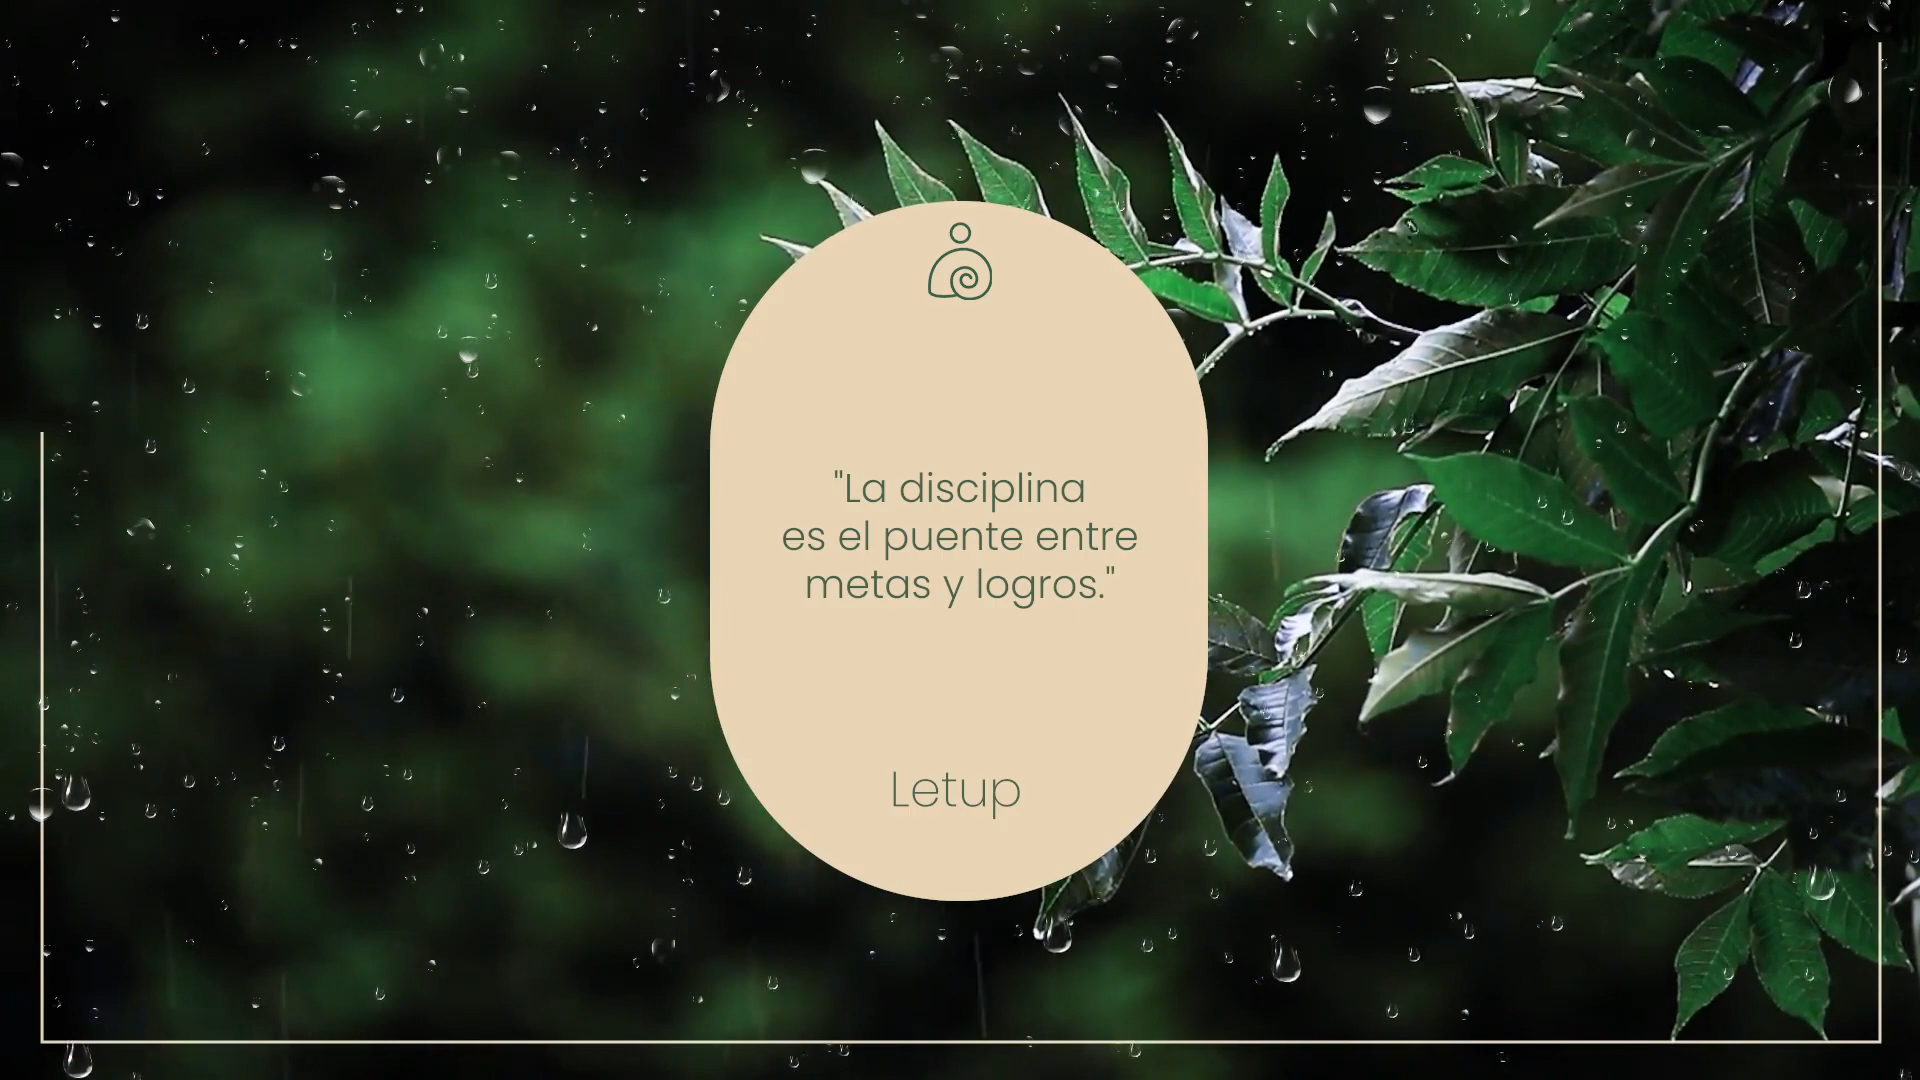 "La disciplina
es el puente entre
metas y logros."
Letup